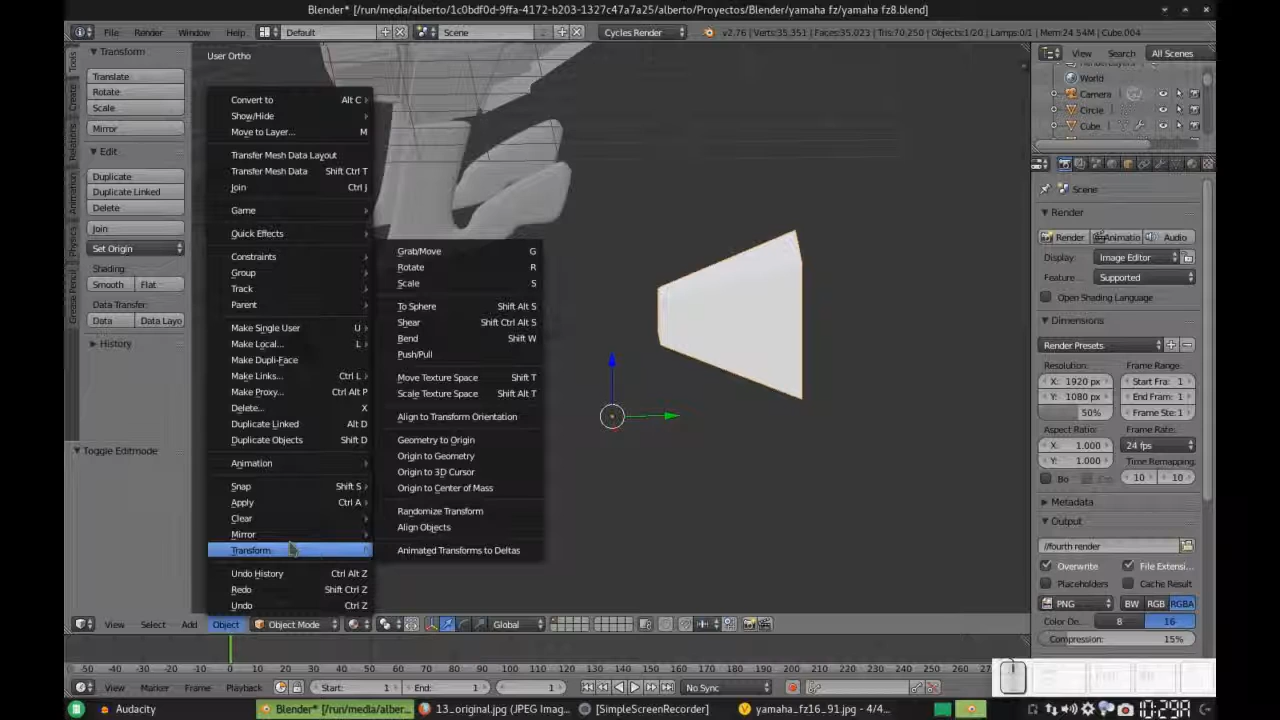 Blender* [/run/media/alberto/1c0bdf0d-9ffa-4172-b203-1327c47a7a25/alberto/Proyectos/Blender/yamaha fz/yamaha fz8.blend]
File Render Window Help Default Scene Cycles Render v2.76 | Verts:35.351 | Faces:35.023 | Tris:70.250 | Objects:1/20 | Lamps:0/1 | Mem:24.54M | Cube.004
View Search All Scenes
Tools
Create
Relations
Animation
Physics
Grease Pencil
Transform
Translate
Rotate
Scale
Mirror
Edit
Duplicate
Duplicate Linked
Delete
Join
Set Origin
Shading:
Smooth Flat
Data Transfer:
Data Data Layo
History
Toggle Editmode
User Ortho
Convert to Alt C
Show/Hide
Move to Layer... M
Transfer Mesh Data Layout
Transfer Mesh Data Shift Ctrl T
Join Ctrl J
Game
Quick Effects
Constraints
Group
Track
Parent
Make Single User U
Make Local... L
Make Dupli-Face
Make Links... Ctrl L
Make Proxy... Ctrl Alt P
Delete... X
Duplicate Linked Alt D
Duplicate Objects Shift D
Animation
Snap Shift S
Apply Ctrl A
Clear
Mirror
Transform
Undo History Ctrl Alt Z
Redo Shift Ctrl Z
Undo Ctrl Z
Grab/Move G
Rotate R
Scale S
To Sphere Shift Alt S
Shear Shift Ctrl Alt S
Bend Shift W
Push/Pull
Move Texture Space Shift T
Scale Texture Space Shift Alt T
Align to Transform Orientation
Geometry to Origin
Origin to Geometry
Origin to 3D Cursor
Origin to Center of Mass
Randomize Transform
Align Objects
Animated Transforms to Deltas
World
Camera
Circle
Cube
Scene
Render
Render Animatio Audio
Display: Image Editor
Feature... Supported
Open Shading Language
Dimensions
Render Presets
Resolution: Frame Range:
X: 1920 px Start Fra: 1
Y: 1080 px End Fram: 1
50% Frame Ste: 1
Aspect Ratio: Frame Rate:
X: 1.000 24 fps
Y: 1.000 Time Remapping:
Bo 10 10
Metadata
Output
//fourth render
Overwrite File Extensi...
Placeholders Cache Result
PNG BW RGB RGBA
Color De... 8 16
Compression: 15%
View Select Add Object Object Mode Global
-50 -40 -30 -20 -10 0 10 20 30 40 50 60 70 80 90 100 110 120 130 140 150 160 170 180 190 200 210 220 230 240 250 260
View Marker Frame Playback Start: 1 End: 1 1 No Sync
Audacity Blender* [/run/media/alber... 13_original.jpg (JPEG Imag... [SimpleScreenRecorder] yamaha_fz16_91.jpg - 4/4... 10:29